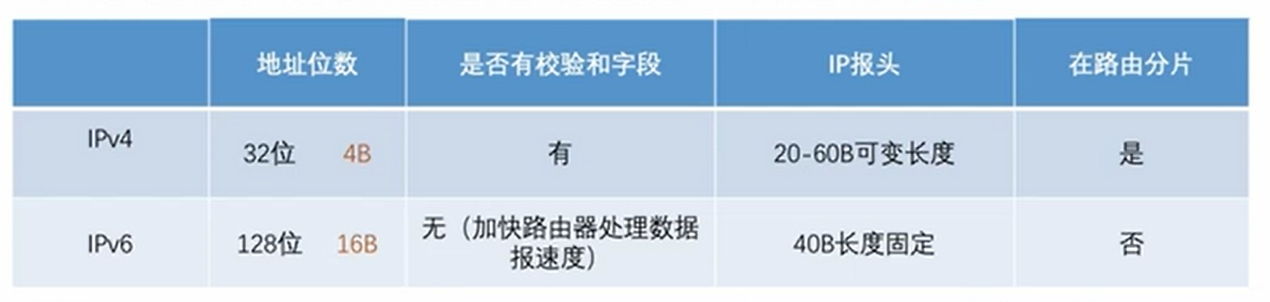 地址位数 是否有校验和字段 IP报头 在路由分片
IPv4 32位 4B 有 20-60B可变长度 是
IPv6 128位 16B 无（加快路由器处理数据
报速度） 40B长度固定 否